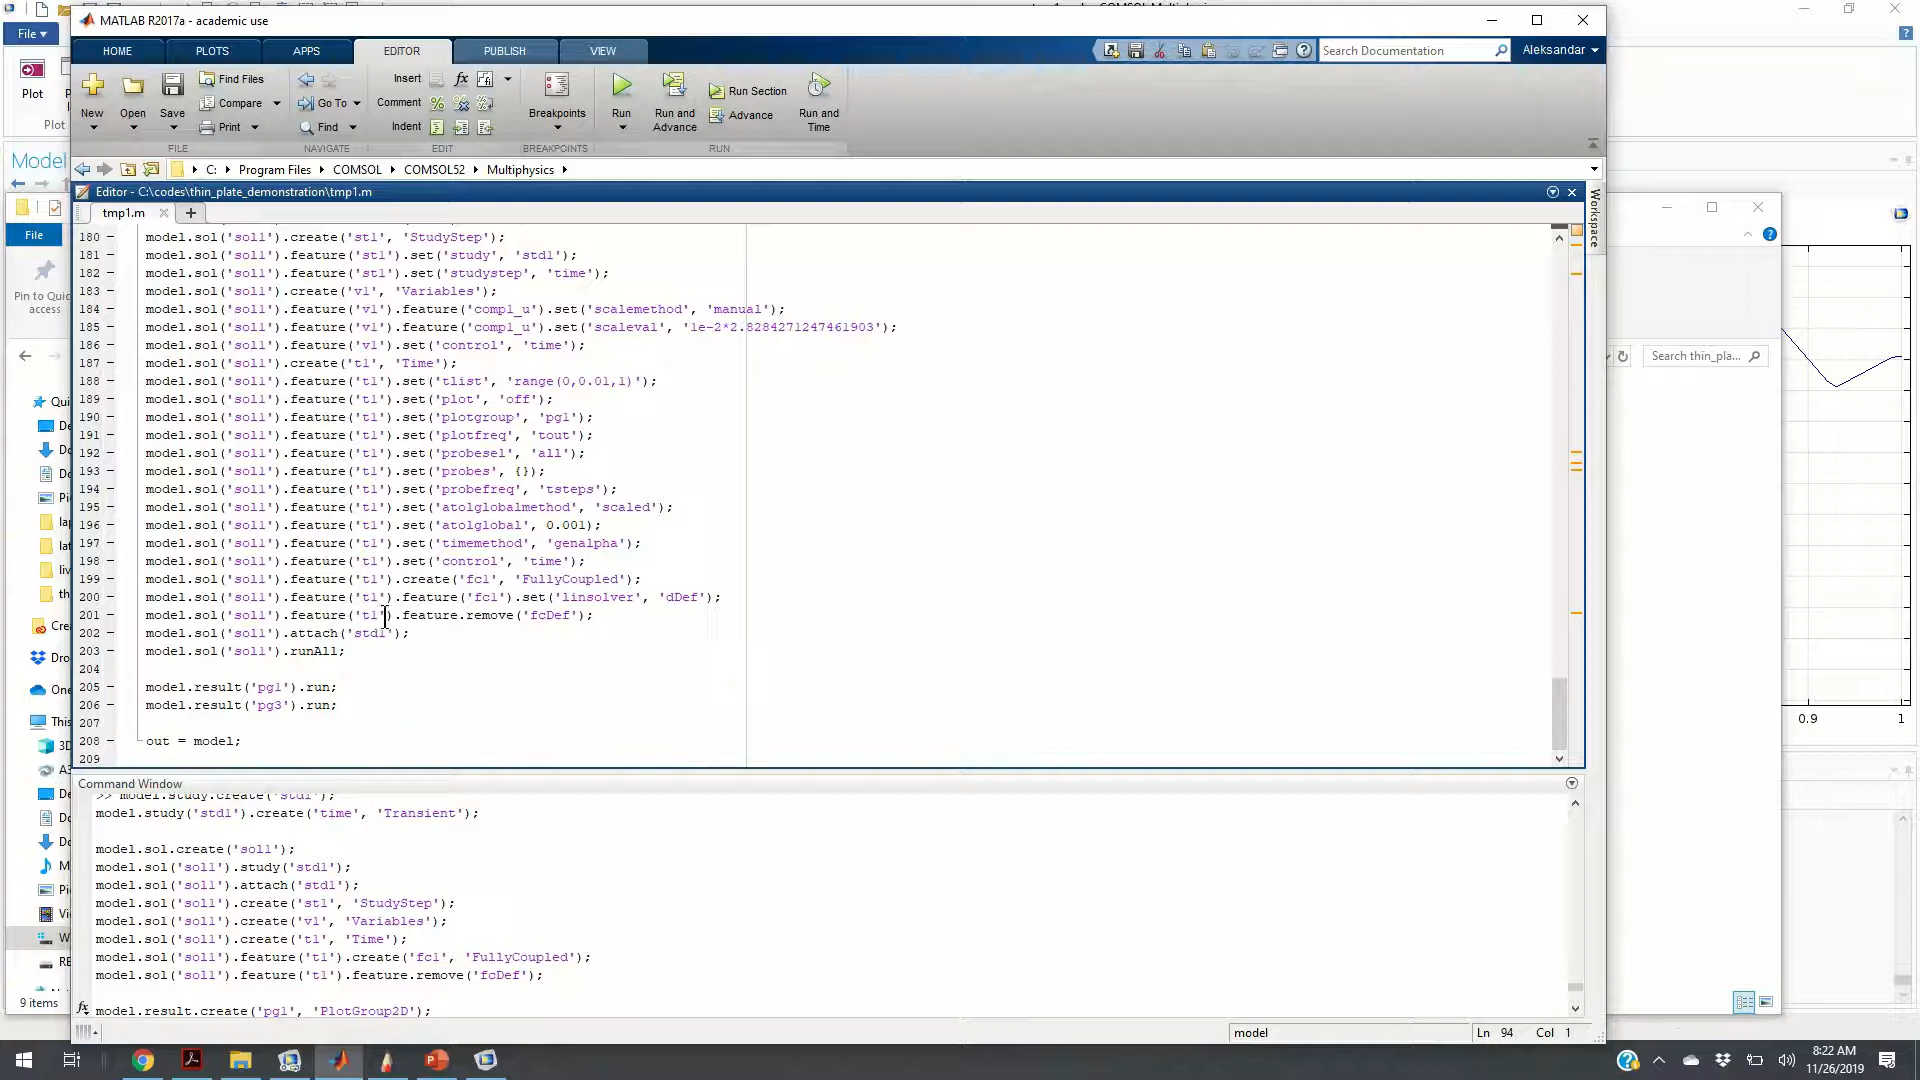 MATLAB R2017a - academic use
File
HOME PLOTS APPS EDITOR PUBLISH VIEW
Search Documentation
Aleksandar
Plot
New
Open
Save
Find Files
Compare
Print
Go To
Find
Insert
Comment
Indent
Breakpoints
Run
Run and Advance
Run Section
Advance
Run and Time
FILE NAVIGATE EDIT BREAKPOINTS RUN
Model
C: Program Files COMSOL COMSOL52 Multiphysics
Editor - C:\codes\thin_plate_demonstration\tmp1.m
tmp1.m
Workspace
File
180 model.sol('sol1').create('st1', 'StudyStep');
181 model.sol('sol1').feature('st1').set('study', 'std1');
182 model.sol('sol1').feature('st1').set('studystep', 'time');
183 model.sol('sol1').create('v1', 'Variables');
184 model.sol('sol1').feature('v1').feature('comp1_u').set('scalemethod', 'manual');
185 model.sol('sol1').feature('v1').feature('comp1_u').set('scaleval', '1e-2*2.8284271247461903');
186 model.sol('sol1').feature('v1').set('control', 'time');
187 model.sol('sol1').create('t1', 'Time');
188 model.sol('sol1').feature('t1').set('tlist', 'range(0,0.01,1)');
189 model.sol('sol1').feature('t1').set('plot', 'off');
190 model.sol('sol1').feature('t1').set('plotgroup', 'pg1');
191 model.sol('sol1').feature('t1').set('plotfreq', 'tout');
192 model.sol('sol1').feature('t1').set('probesel', 'all');
193 model.sol('sol1').feature('t1').set('probes', {});
194 model.sol('sol1').feature('t1').set('probefreq', 'tsteps');
195 model.sol('sol1').feature('t1').set('atolglobalmethod', 'scaled');
196 model.sol('sol1').feature('t1').set('atolglobal', 0.001);
197 model.sol('sol1').feature('t1').set('timemethod', 'genalpha');
198 model.sol('sol1').feature('t1').set('control', 'time');
199 model.sol('sol1').feature('t1').create('fc1', 'FullyCoupled');
200 model.sol('sol1').feature('t1').feature('fc1').set('linsolver', 'dDef');
201 model.sol('sol1').feature('t1').feature.remove('fcDef');
202 model.sol('sol1').attach('std1');
203 model.sol('sol1').runAll;
204
205 model.result('pg1').run;
206 model.result('pg3').run;
207
208 out = model;
209
Pin to Quick access
Search thin_pla...
0.9 1
Command Window
>> model.study.create('std1');
model.study('std1').create('time', 'Transient');
model.sol.create('sol1');
model.sol('sol1').study('std1');
model.sol('sol1').attach('std1');
model.sol('sol1').create('st1', 'StudyStep');
model.sol('sol1').create('v1', 'Variables');
model.sol('sol1').create('t1', 'Time');
model.sol('sol1').feature('t1').create('fc1', 'FullyCoupled');
model.sol('sol1').feature('t1').feature.remove('fcDef');
model.result.create('pg1', 'PlotGroup2D');
9 items
model
Ln 94 Col 1
8:22 AM
11/26/2019